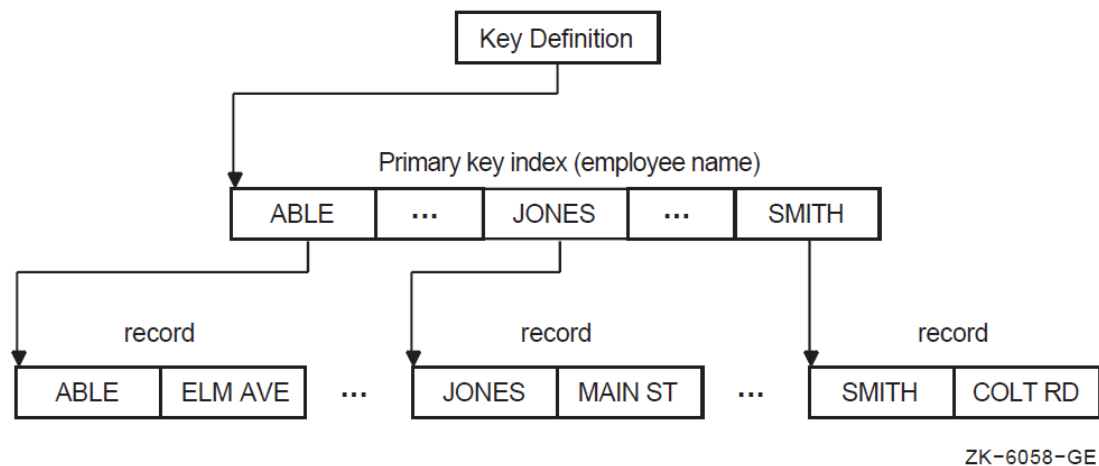 Key Definition
Primary key index (employee name)
ABLE ... JONES ... SMITH
record record record
ABLE ELM AVE ... JONES MAIN ST ... SMITH COLT RD
ZK-6058-GE